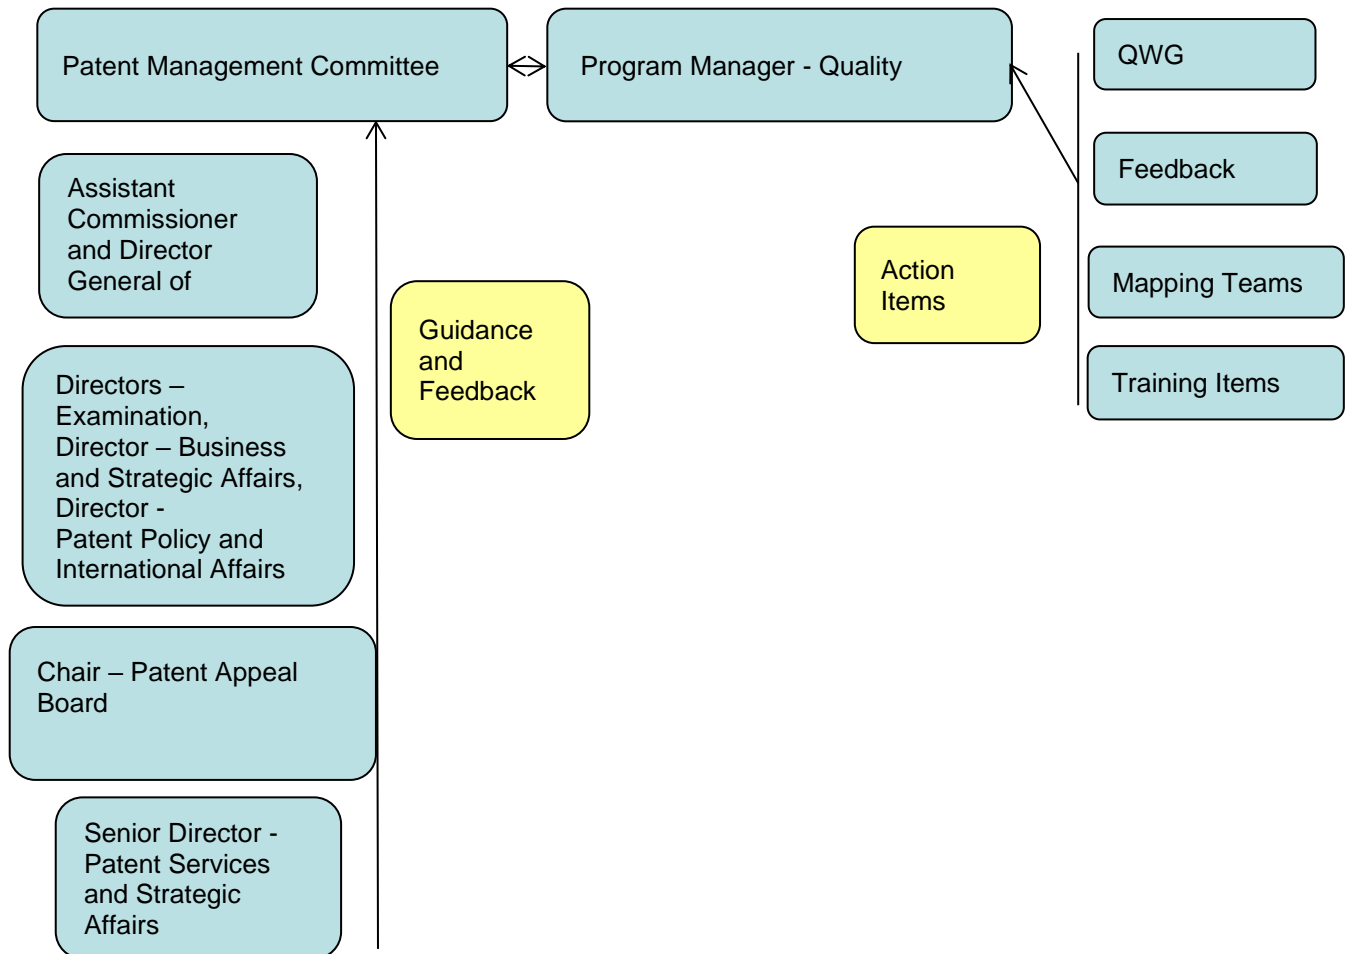 Patent Management Committee
Program Manager - Quality
QWG
Feedback
Mapping Teams
Training Items
Action
Items
Guidance
and
Feedback
Assistant
Commissioner
and Director
General of
Directors –
Examination,
Director – Business
and Strategic Affairs,
Director -
Patent Policy and
International Affairs
Chair – Patent Appeal
Board
Senior Director -
Patent Services
and Strategic
Affairs